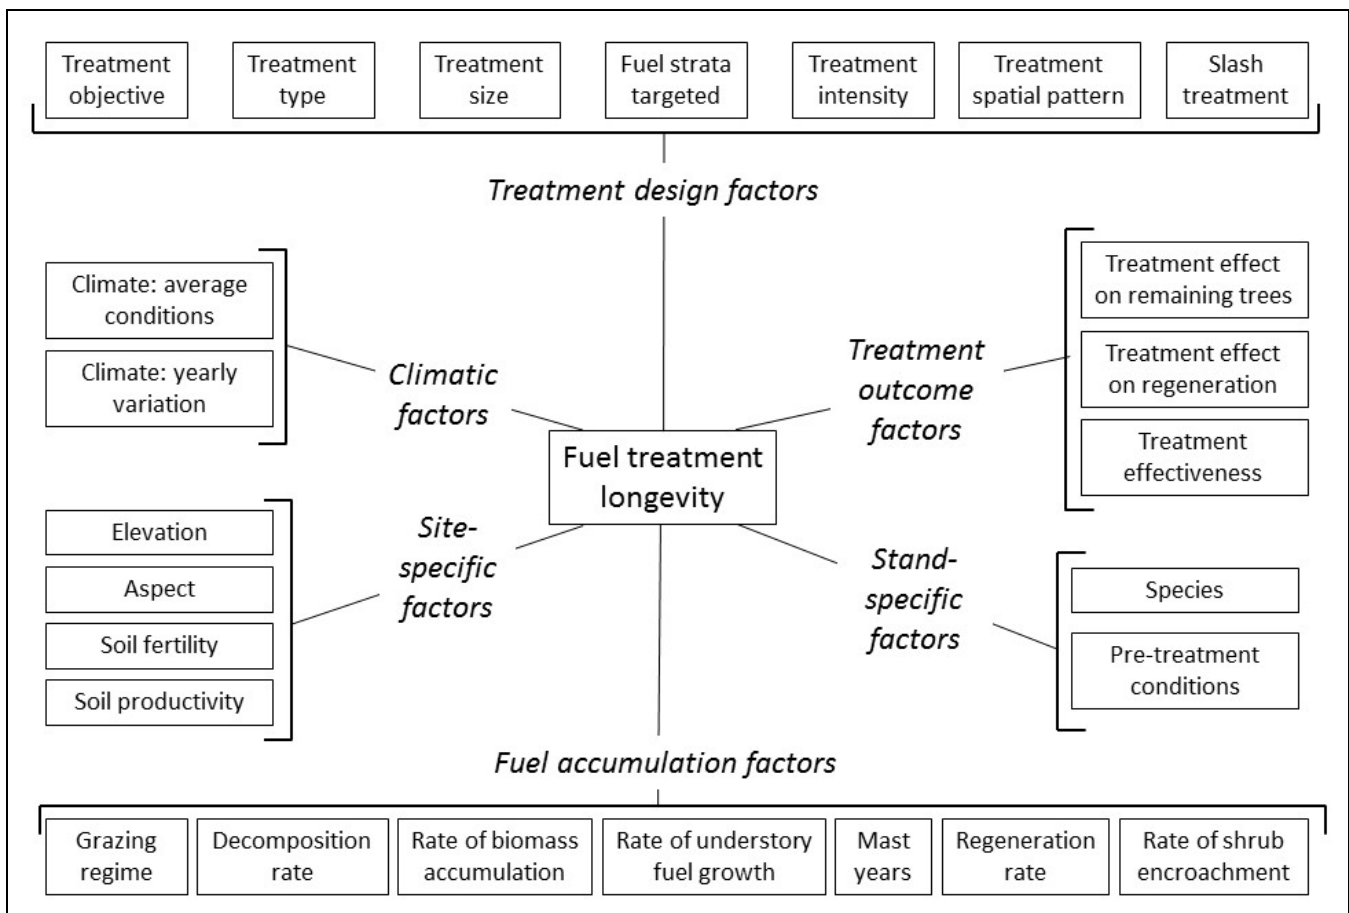 Treatment
objective
Treatment
type
Treatment
size
Fuel strata
targeted
Treatment
intensity
Treatment
spatial pattern
Slash
treatment
Treatment design factors
Climate: average
conditions
Climate: yearly
variation
Climatic
factors
Treatment
outcome
factors
Treatment effect
on remaining trees
Treatment effect
on regeneration
Treatment
effectiveness
Fuel treatment
longevity
Elevation
Aspect
Soil fertility
Soil productivity
Site-
specific
factors
Stand-
specific
factors
Species
Pre-treatment
conditions
Fuel accumulation factors
Grazing
regime
Decomposition
rate
Rate of biomass
accumulation
Rate of understory
fuel growth
Mast
years
Regeneration
rate
Rate of shrub
encroachment